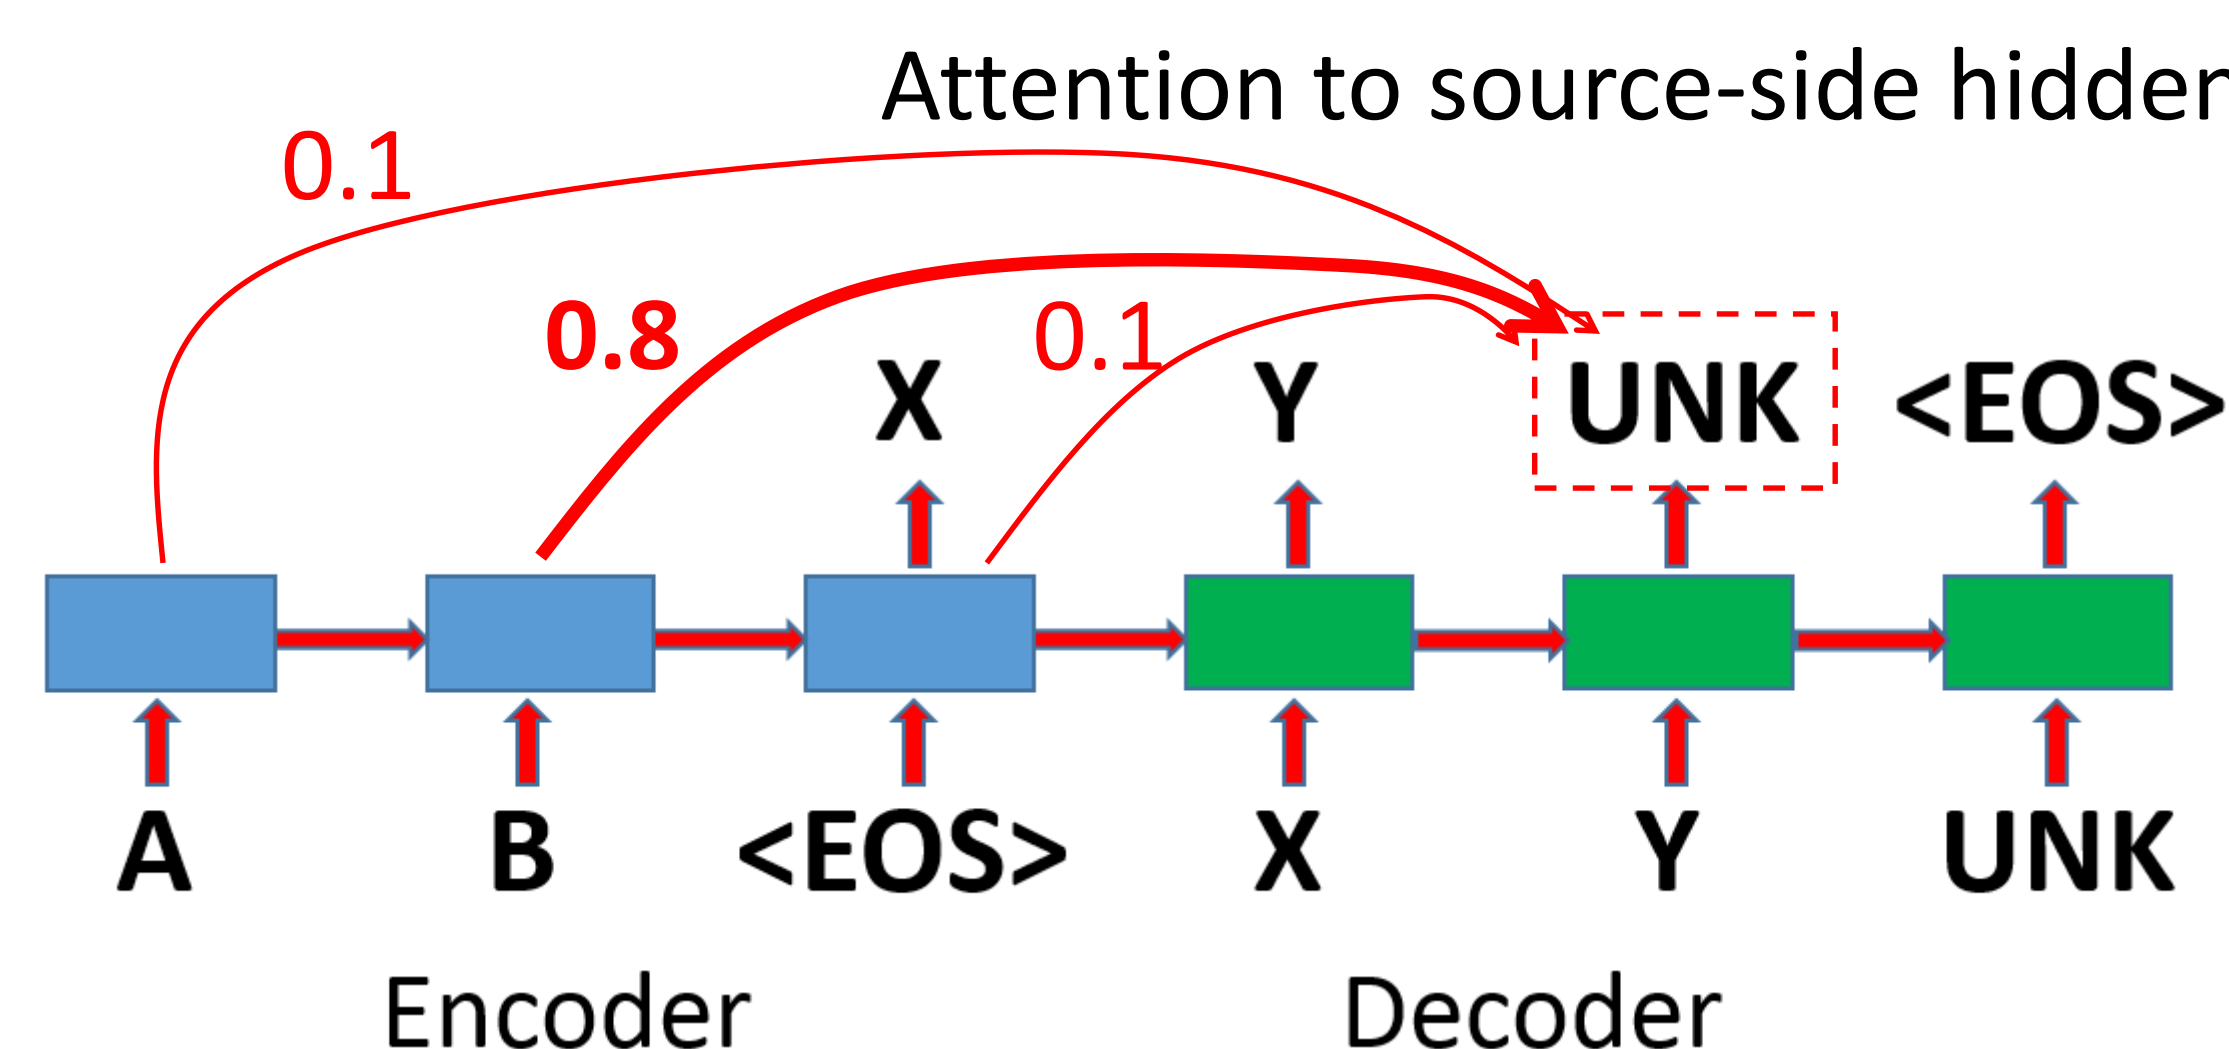 Attention to source-side hidden
0.1
0.8 0.1
X Y UNK <EOS>
A B <EOS> X Y UNK
Encoder Decoder